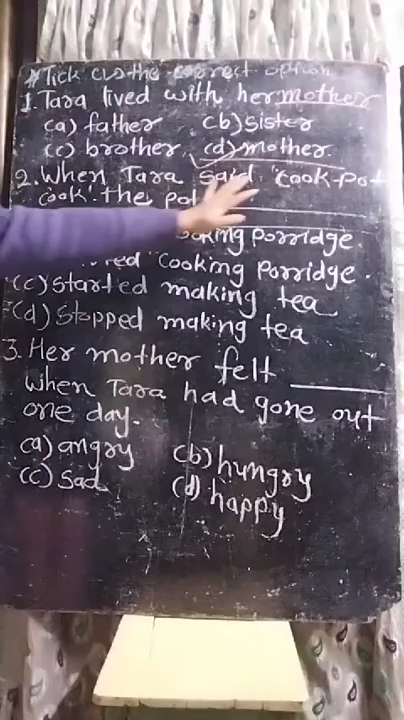 # Tick (✓) the correct option
1. Tara lived with her mother
(a) father (b) sister
(c) brother (d) mother.
2. When Tara said 'Cook-Pot
cook'. the pot
cooking porridge.
cooking Porridge.
(c) started making tea
(d) Stopped making tea
3. Her mother felt ______
when Tara had gone out
one day.
(a) angry (b) hungry
(c) sad (d) happy